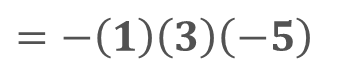 = −(1)(3)(−5)